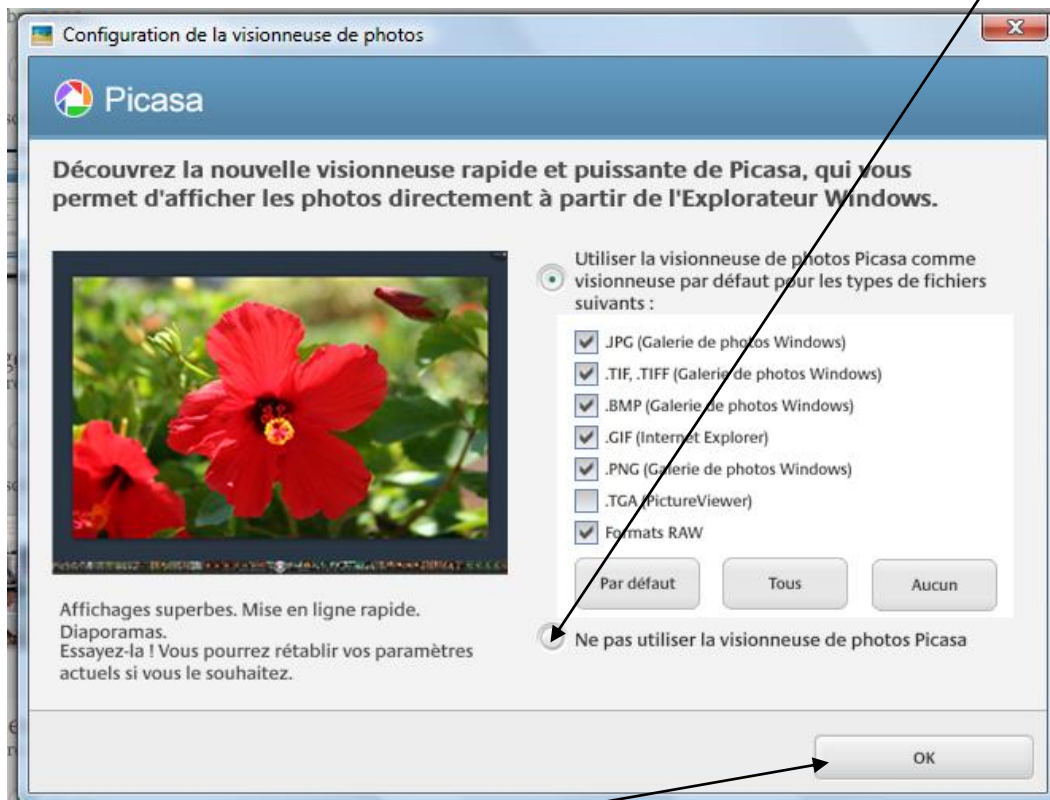 Configuration de la visionneuse de photos
Picasa
Découvrez la nouvelle visionneuse rapide et puissante de Picasa, qui vous
permet d'afficher les photos directement à partir de l'Explorateur Windows.
Utiliser la visionneuse de photos Picasa comme
visionneuse par défaut pour les types de fichiers
suivants :
.JPG (Galerie de photos Windows)
.TIF, .TIFF (Galerie de photos Windows)
.BMP (Galerie de photos Windows)
.GIF (Internet Explorer)
.PNG (Galerie de photos Windows)
.TGA (PictureViewer)
Formats RAW
Par défaut
Tous
Aucun
Affichages superbes. Mise en ligne rapide.
Diaporamas.
Essayez-la ! Vous pourrez rétablir vos paramètres
actuels si vous le souhaitez.
Ne pas utiliser la visionneuse de photos Picasa
OK